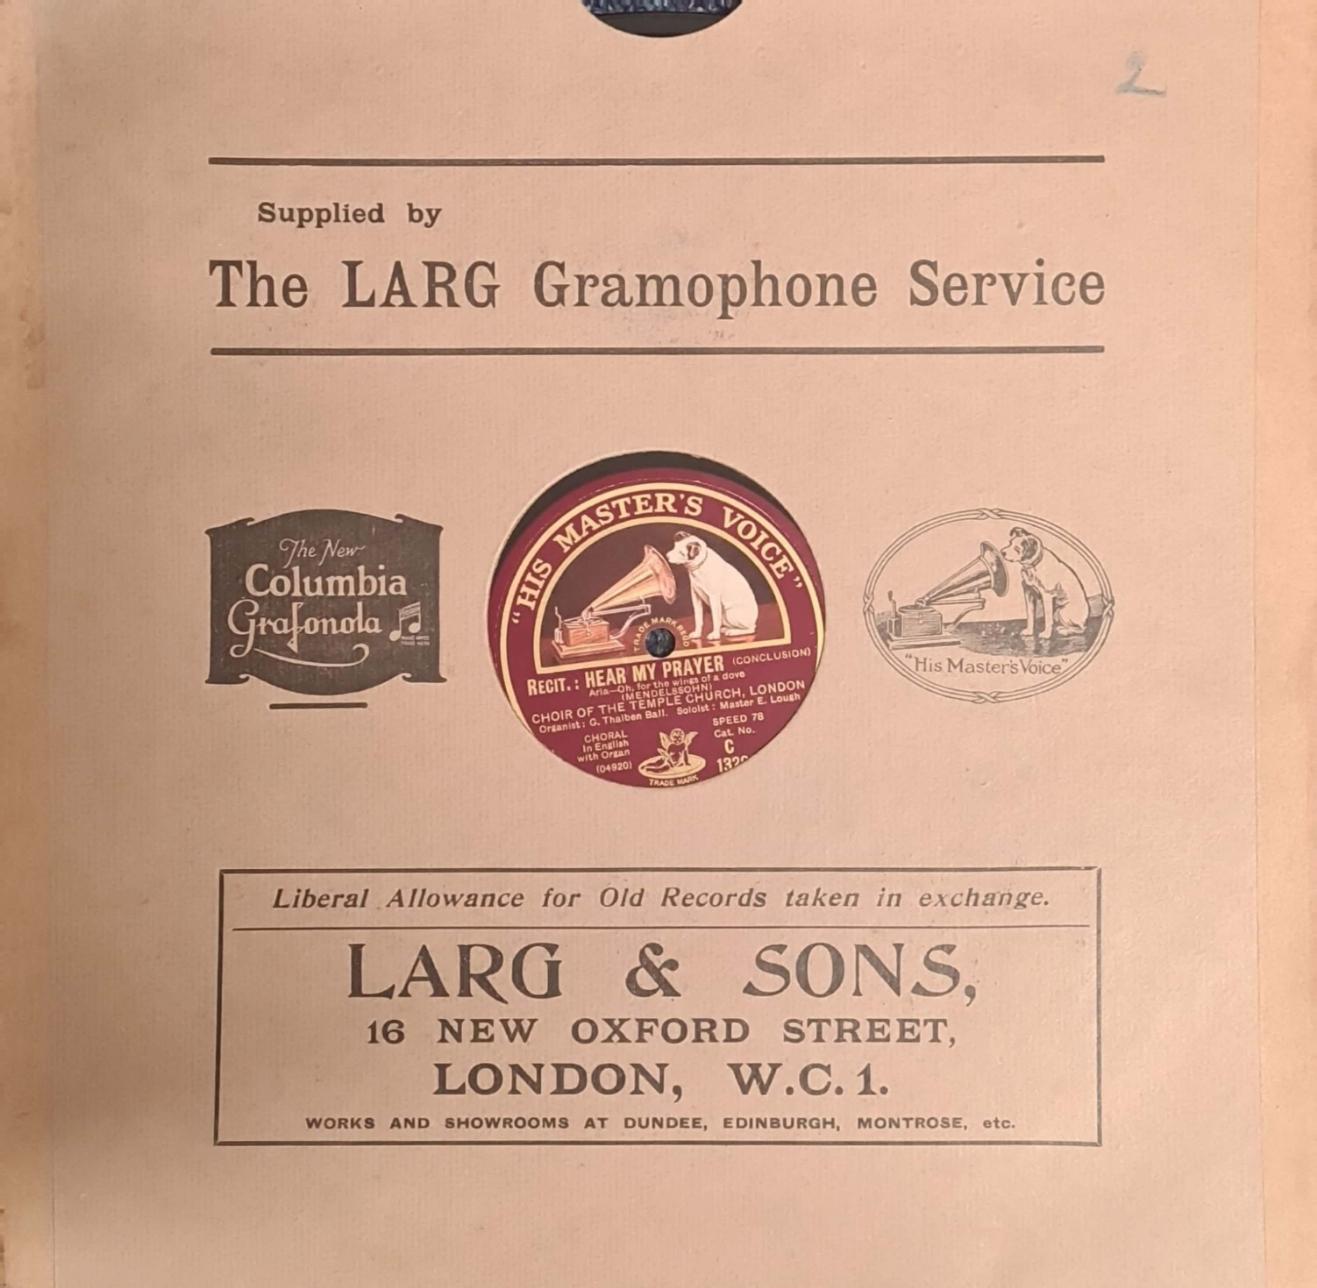 2
Supplied by
The LARG Gramophone Service
The New
Columbia
Grafonola
"HIS MASTER'S VOICE"
TRADE MARK
RECIT.: HEAR MY PRAYER (CONCLUSION)
Aria—Oh, for the wings of a dove
(MENDELSSOHN)
CHOIR OF THE TEMPLE CHURCH, LONDON
Organist: G. Thalben Ball. Soloist: Master E. Lough
CHORAL
In English
with Organ
(04920)
SPEED 78
Cat. No.
C
132
TRADE MARK
"His Master's Voice"
Liberal Allowance for Old Records taken in exchange.
LARG & SONS,
16 NEW OXFORD STREET,
LONDON, W.C.1.
WORKS AND SHOWROOMS AT DUNDEE, EDINBURGH, MONTROSE, etc.